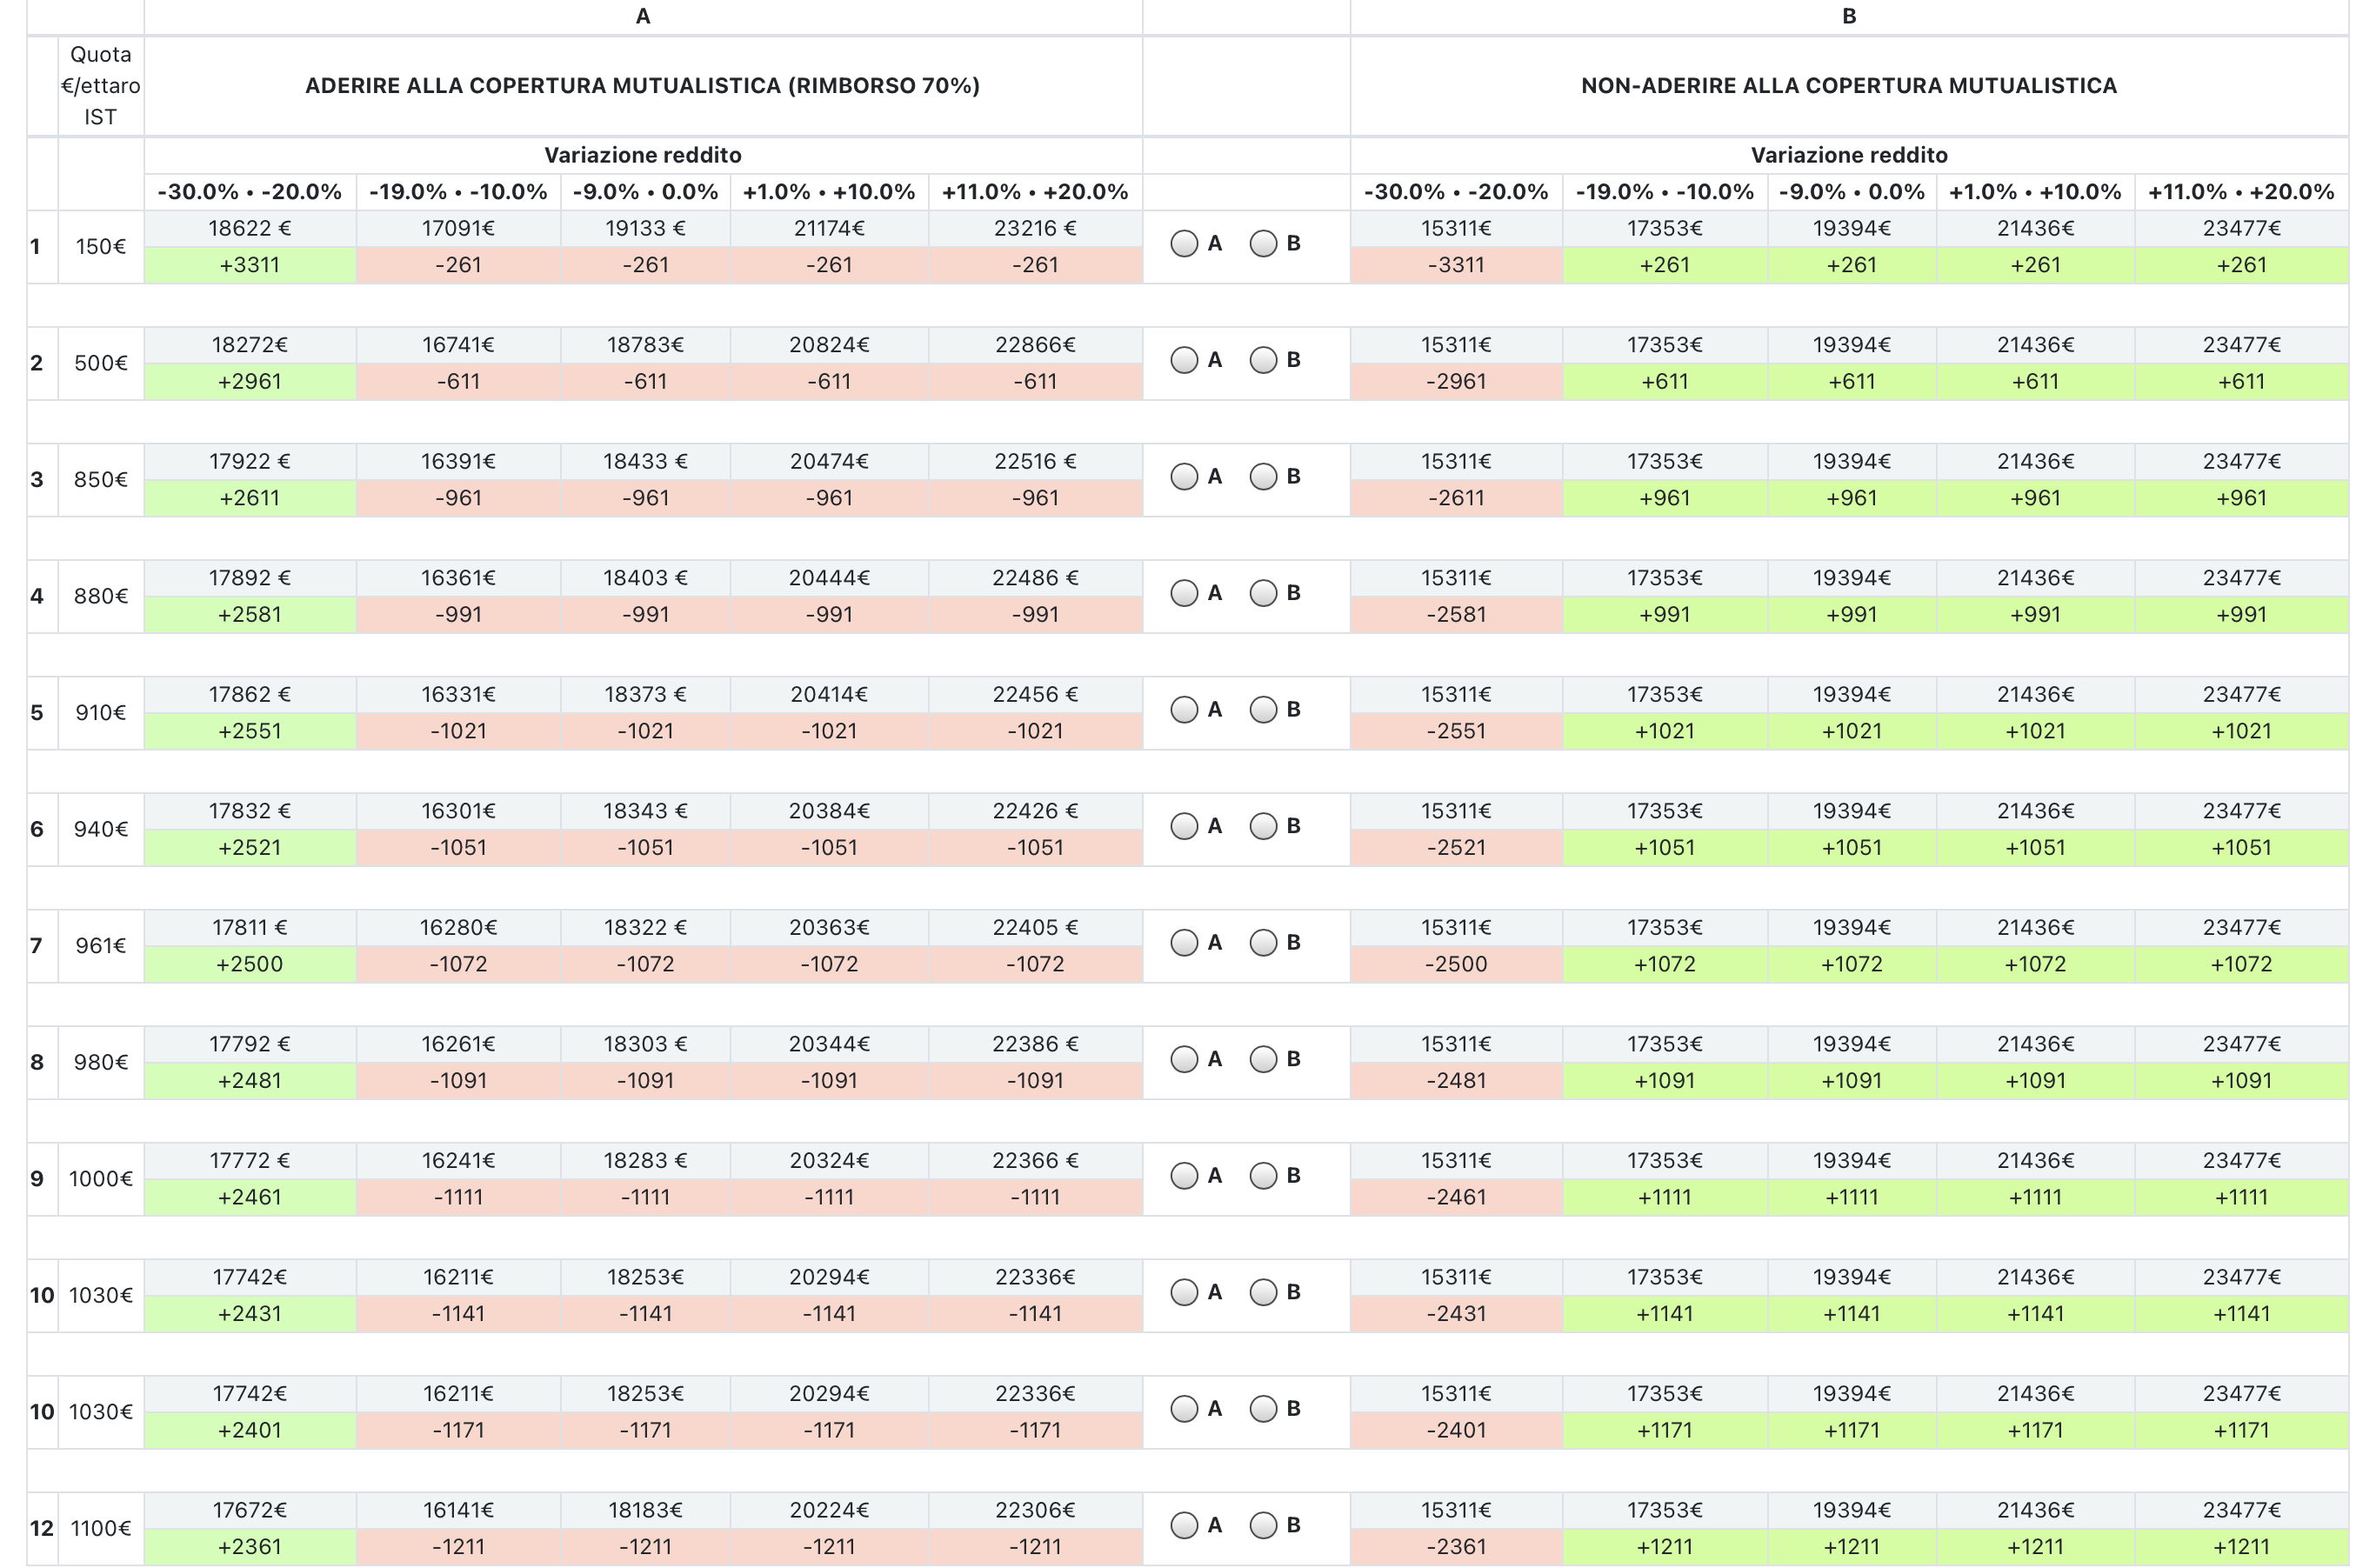 A B
Quota
€/ettaro
IST
ADERIRE ALLA COPERTURA MUTUALISTICA (RIMBORSO 70%) NON-ADERIRE ALLA COPERTURA MUTUALISTICA
Variazione reddito Variazione reddito
-30.0% • -20.0% -19.0% • -10.0% -9.0% • 0.0% +1.0% • +10.0% +11.0% • +20.0% -30.0% • -20.0% -19.0% • -10.0% -9.0% • 0.0% +1.0% • +10.0% +11.0% • +20.0%
18622 € 17091€ 19133 € 21174€ 23216 € 15311€ 17353€ 19394€ 21436€ 23477€
1 150€ A B
+3311 -261 -261 -261 -261 -3311 +261 +261 +261 +261
18272€ 16741€ 18783€ 20824€ 22866€ 15311€ 17353€ 19394€ 21436€ 23477€
2 500€ A B
+2961 -611 -611 -611 -611 -2961 +611 +611 +611 +611
17922 € 16391€ 18433 € 20474€ 22516 € 15311€ 17353€ 19394€ 21436€ 23477€
3 850€ A B
+2611 -961 -961 -961 -961 -2611 +961 +961 +961 +961
17892 € 16361€ 18403 € 20444€ 22486 € 15311€ 17353€ 19394€ 21436€ 23477€
4 880€ A B
+2581 -991 -991 -991 -991 -2581 +991 +991 +991 +991
17862 € 16331€ 18373 € 20414€ 22456 € 15311€ 17353€ 19394€ 21436€ 23477€
5 910€ A B
+2551 -1021 -1021 -1021 -1021 -2551 +1021 +1021 +1021 +1021
17832 € 16301€ 18343 € 20384€ 22426 € 15311€ 17353€ 19394€ 21436€ 23477€
6 940€ A B
+2521 -1051 -1051 -1051 -1051 -2521 +1051 +1051 +1051 +1051
17811 € 16280€ 18322 € 20363€ 22405 € 15311€ 17353€ 19394€ 21436€ 23477€
7 961€ A B
+2500 -1072 -1072 -1072 -1072 -2500 +1072 +1072 +1072 +1072
17792 € 16261€ 18303 € 20344€ 22386 € 15311€ 17353€ 19394€ 21436€ 23477€
8 980€ A B
+2481 -1091 -1091 -1091 -1091 -2481 +1091 +1091 +1091 +1091
17772 € 16241€ 18283 € 20324€ 22366 € 15311€ 17353€ 19394€ 21436€ 23477€
9 1000€ A B
+2461 -1111 -1111 -1111 -1111 -2461 +1111 +1111 +1111 +1111
17742€ 16211€ 18253€ 20294€ 22336€ 15311€ 17353€ 19394€ 21436€ 23477€
10 1030€ A B
+2431 -1141 -1141 -1141 -1141 -2431 +1141 +1141 +1141 +1141
17742€ 16211€ 18253€ 20294€ 22336€ 15311€ 17353€ 19394€ 21436€ 23477€
10 1030€ A B
+2401 -1171 -1171 -1171 -1171 -2401 +1171 +1171 +1171 +1171
17672€ 16141€ 18183€ 20224€ 22306€ 15311€ 17353€ 19394€ 21436€ 23477€
12 1100€ A B
+2361 -1211 -1211 -1211 -1211 -2361 +1211 +1211 +1211 +1211